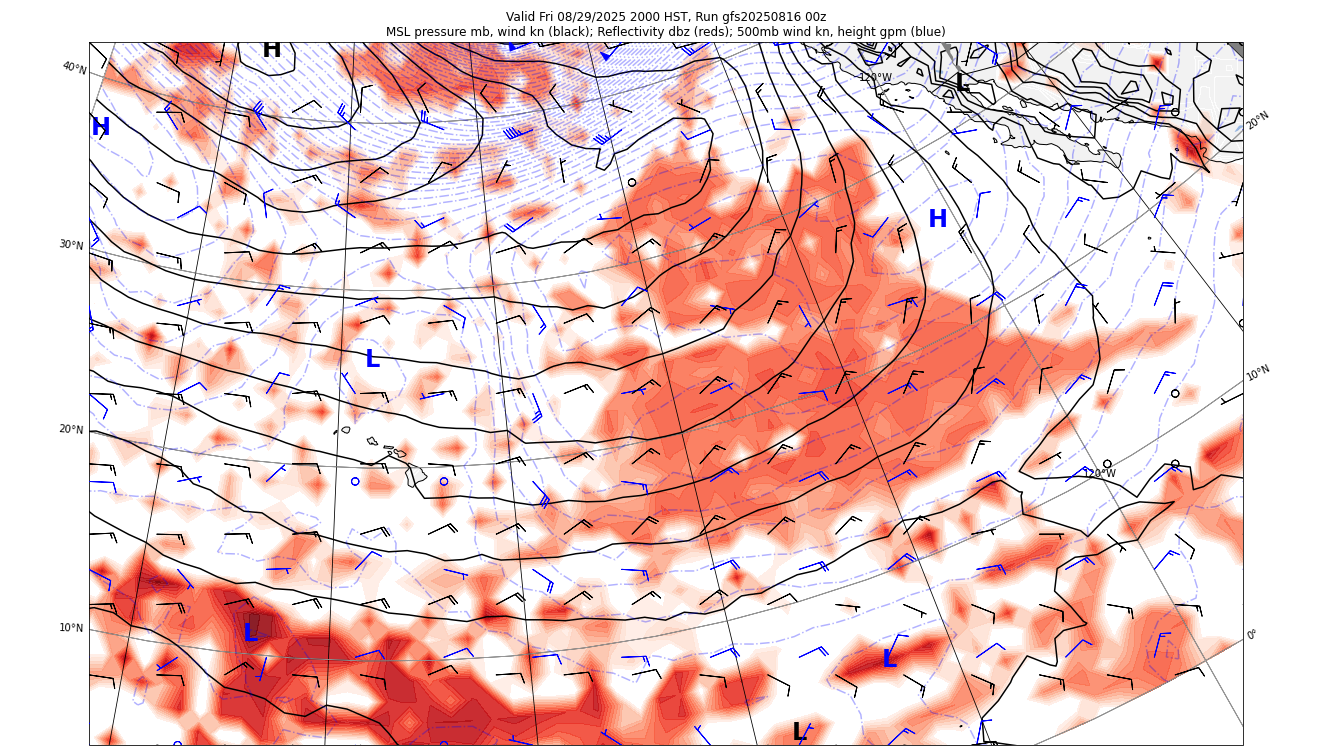 Valid Fri 08/29/2025 2000 HST, Run gfs20250816 00z
MSL pressure mb, wind kn (black); Reflectivity dbz (reds); 500mb wind kn, height gpm (blue)
H
L
40°N
120°W
L
H
20°N
H
30°N
L
10°N
20°N
120°W
10°N
L
0°
L
L